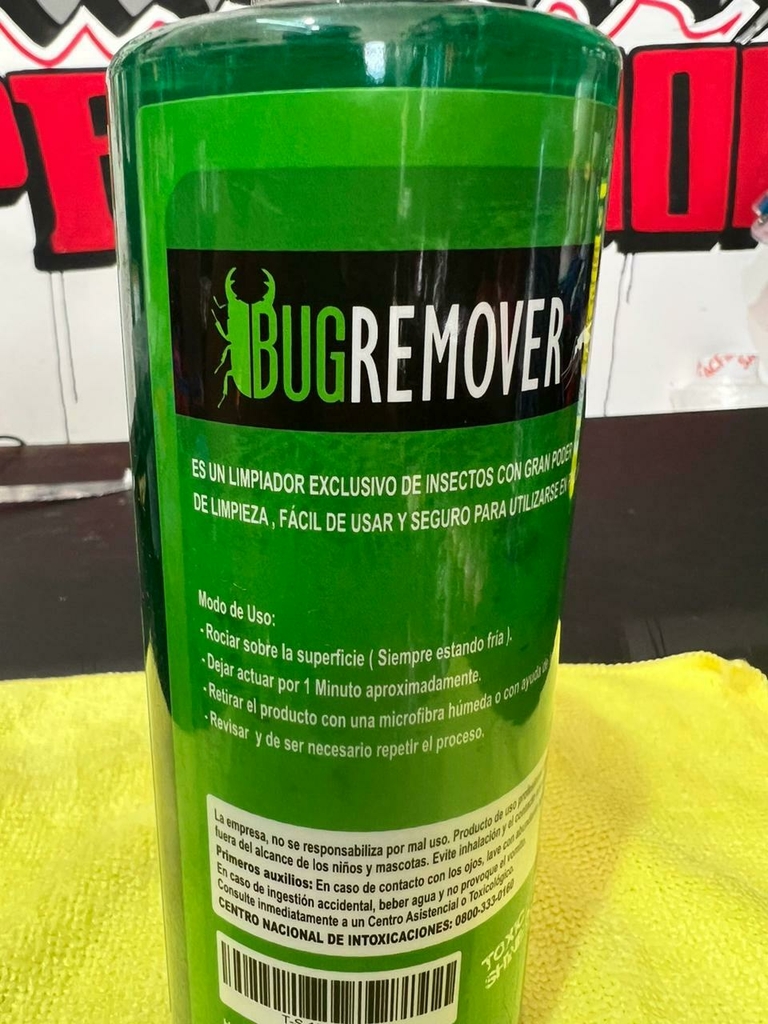 BUGREMOVER
ES UN LIMPIADOR EXCLUSIVO DE INSECTOS CON GRAN PODER
DE LIMPIEZA , FÁCIL DE USAR Y SEGURO PARA UTILIZARSE EN
Modo de Uso:
- Rociar sobre la superficie ( Siempre estando fria ).
- Dejar actuar por 1 Minuto aproximadamente.
- Retirar el producto con una microfibra húmeda o con ayuda de
- Revisar y de ser necesario repetir el proceso.
La empresa, no se responsabiliza por mal uso. Producto de uso
fuera del alcance de los niños y mascotas. Evite inhalación y el
Primeros auxilios: En caso de contacto con los ojos, lave con
En caso de ingestión accidental, beber agua y no provoque el vomito.
Consulte inmediatamente a un Centro Asistencial o Toxicológico.
CENTRO NACIONAL DE INTOXICACIONES: 0800-333-0160
TOXIC
SHINE